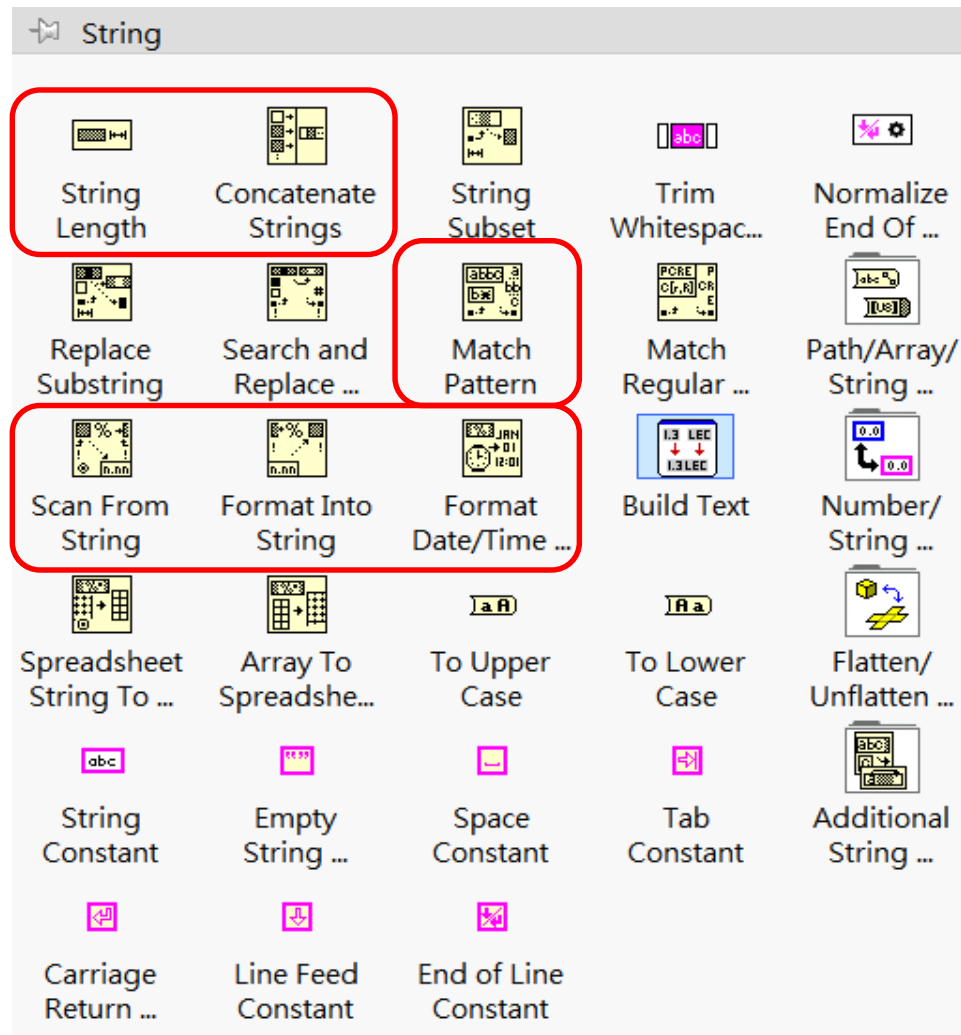 String
String
Length
Concatenate
Strings
String
Subset
Trim
Whitespac...
Normalize
End Of ...
Replace
Substring
Search and
Replace ...
Match
Pattern
Match
Regular ...
Path/Array/
String ...
Scan From
String
Format Into
String
Format
Date/Time ...
Build Text
Number/
String ...
Spreadsheet
String To ...
Array To
Spreadshe...
To Upper
Case
To Lower
Case
Flatten/
Unflatten ...
String
Constant
Empty
String ...
Space
Constant
Tab
Constant
Additional
String ...
Carriage
Return ...
Line Feed
Constant
End of Line
Constant